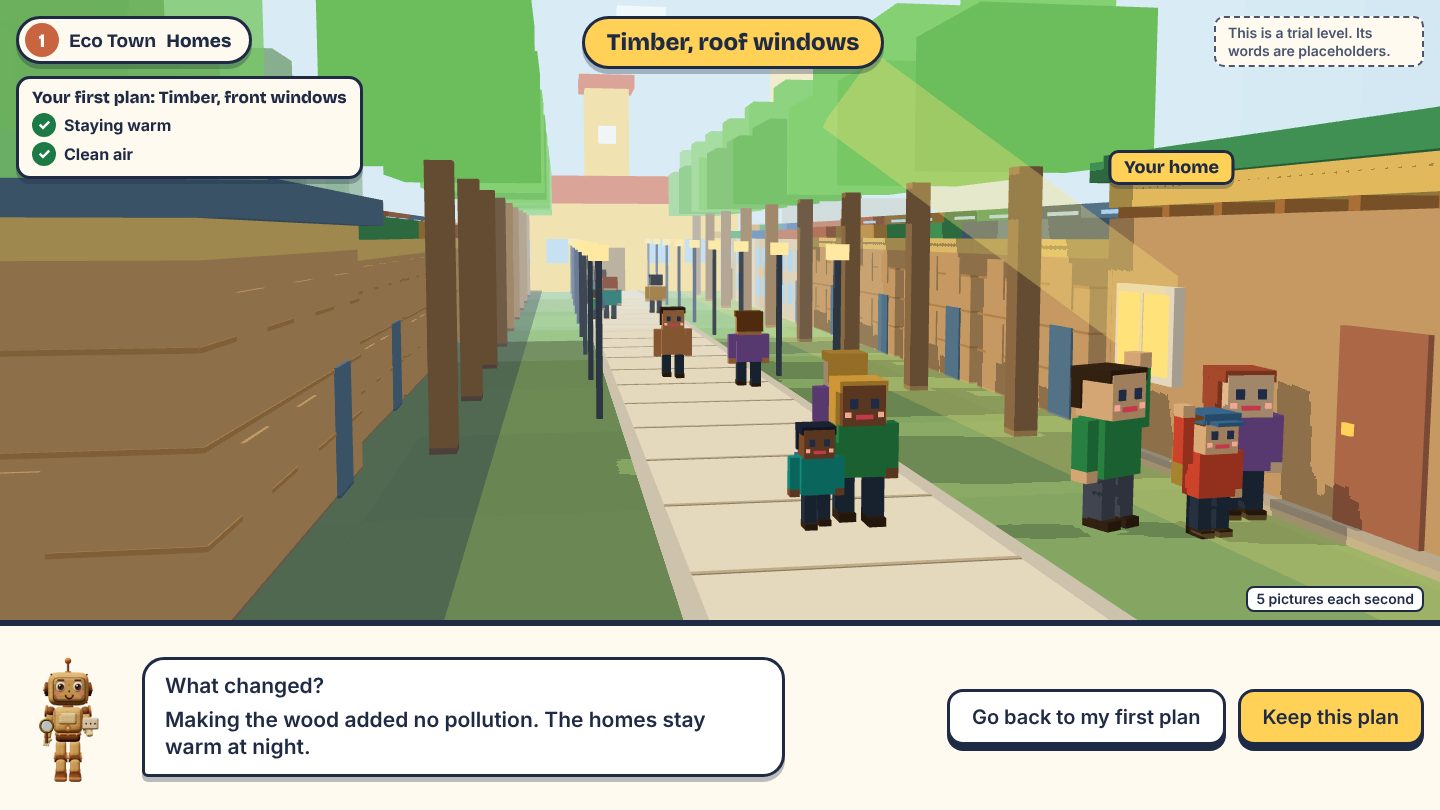 1 Eco Town Homes
Timber, roof windows
This is a trial level. Its
words are placeholders.
Your first plan: Timber, front windows
Staying warm
Clean air
Your home
5 pictures each second
What changed?
Making the wood added no pollution. The homes stay
warm at night.
Go back to my first plan
Keep this plan